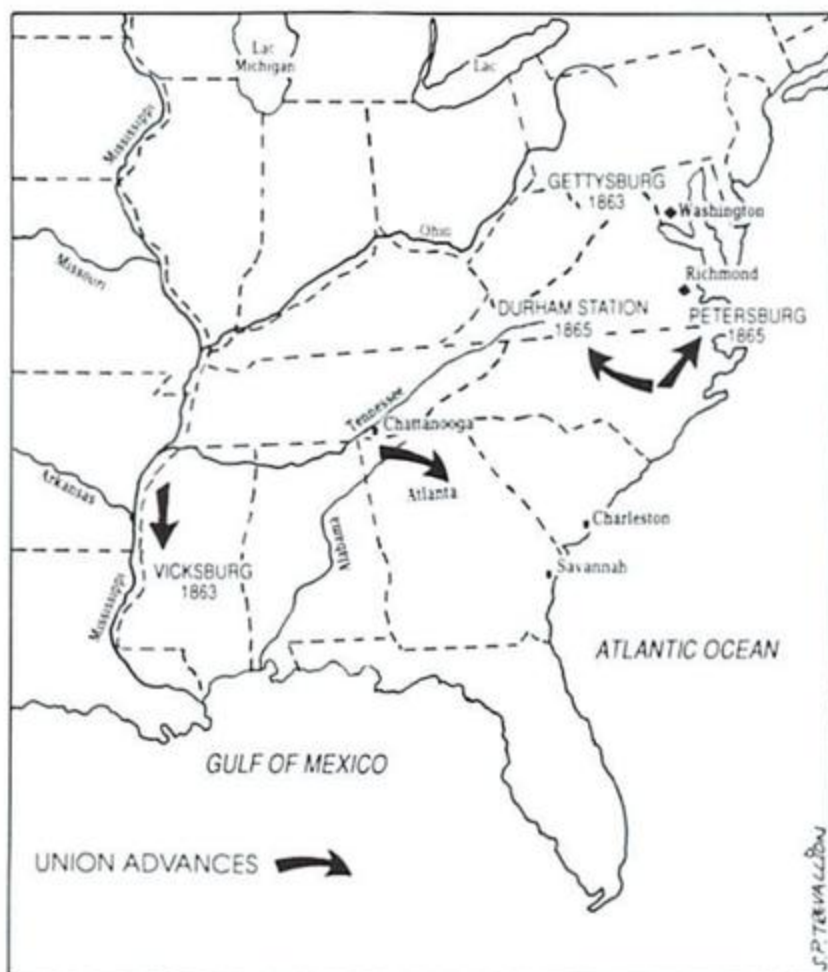 Lac
Michigan
Lac
Mississippi
GETTYSBURG
1863
Washington
Ohio
Missouri
Richmond
DURHAM STATION
1865
PETERSBURG
1865
Tennessee
Chattanooga
Arkansas
Atlanta
Alabama
Charleston
VICKSBURG
1863
Savannah
Mississippi
ATLANTIC OCEAN
GULF OF MEXICO
UNION ADVANCES